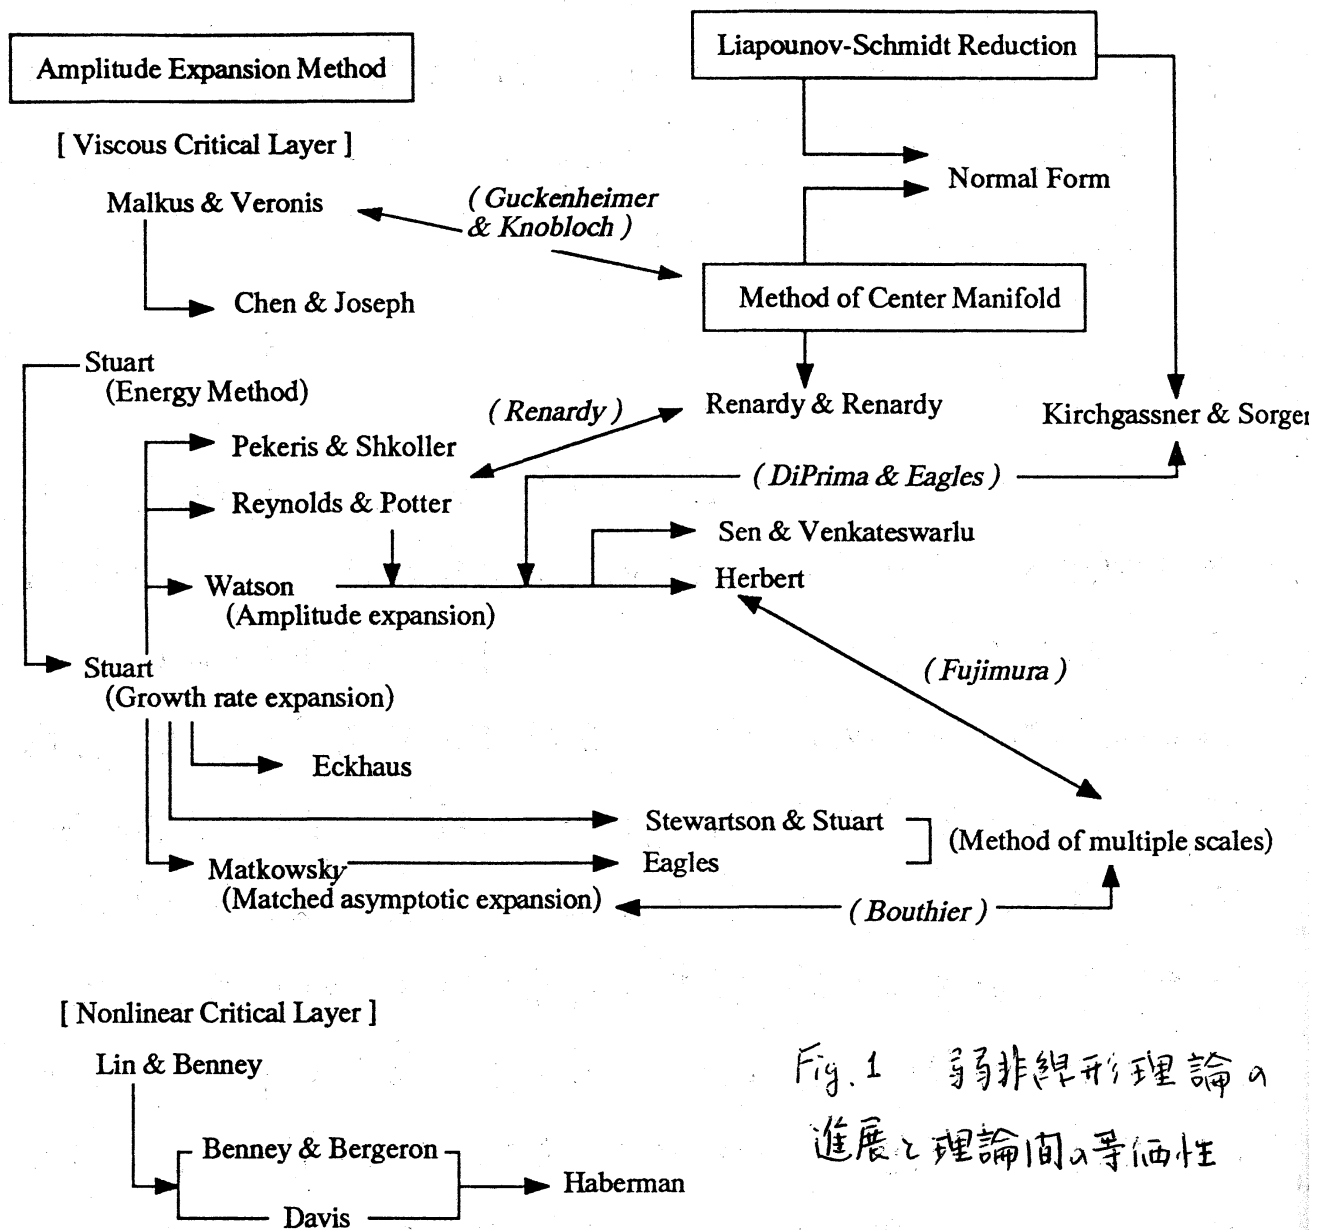 Liapounov-Schmidt Reduction
Amplitude Expansion Method
[ Viscous Critical Layer ]
Normal Form
Malkus & Veronis
( Guckenheimer
& Knobloch )
Method of Center Manifold
Chen & Joseph
Stuart
(Energy Method)
( Renardy )
Renardy & Renardy
Kirchgassner & Sorger
Pekeris & Shkoller
( DiPrima & Eagles )
Reynolds & Potter
Sen & Venkateswarlu
Watson
(Amplitude expansion)
Herbert
Stuart
(Growth rate expansion)
( Fujimura )
Eckhaus
Stewartson & Stuart
(Method of multiple scales)
Matkowsky
(Matched asymptotic expansion)
Eagles
( Bouthier )
[ Nonlinear Critical Layer ]
Lin & Benney
Benney & Bergeron
Haberman
Davis
Fig. 1 弱非線形理論の
進展と理論間の等価性